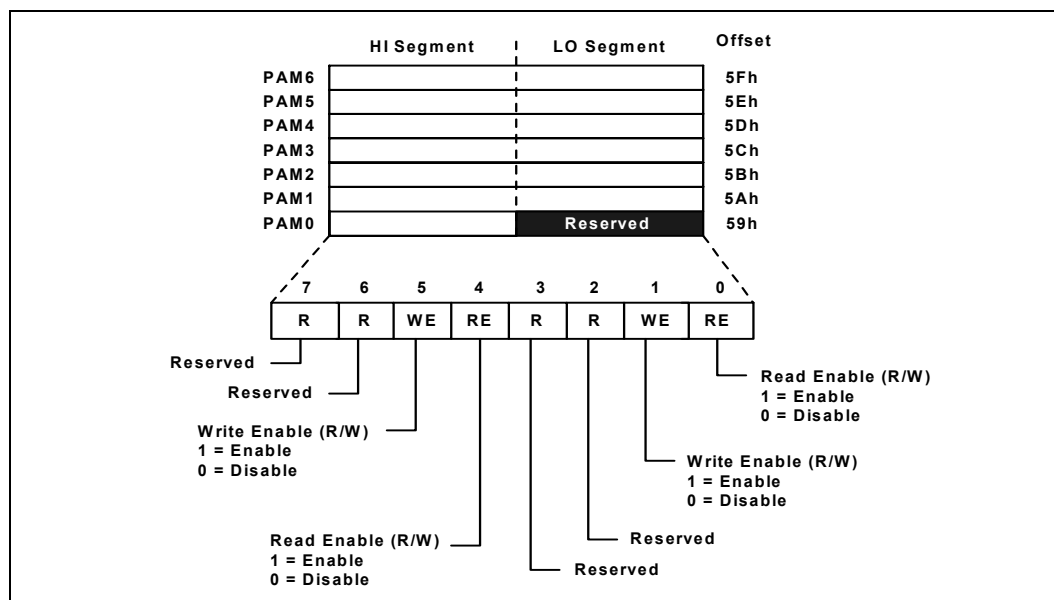 HI Segment LO Segment Offset
PAM6 5Fh
PAM5 5Eh
PAM4 5Dh
PAM3 5Ch
PAM2 5Bh
PAM1 5Ah
PAM0 Reserved 59h
7 6 5 4 3 2 1 0
R R WE RE R R WE RE
Reserved
Reserved
Write Enable (R/W)
1 = Enable
0 = Disable
Read Enable (R/W)
1 = Enable
0 = Disable
Reserved
Reserved
Write Enable (R/W)
1 = Enable
0 = Disable
Read Enable (R/W)
1 = Enable
0 = Disable